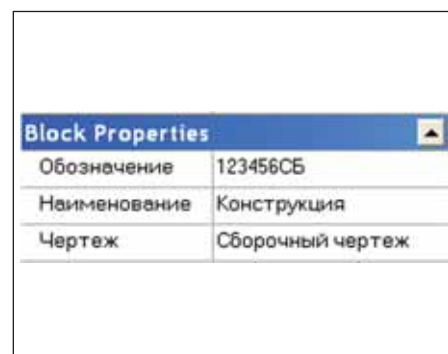 Block Properties
Обозначение 123456СБ
Наименование Конструкция
Чертеж Сборочный чертеж